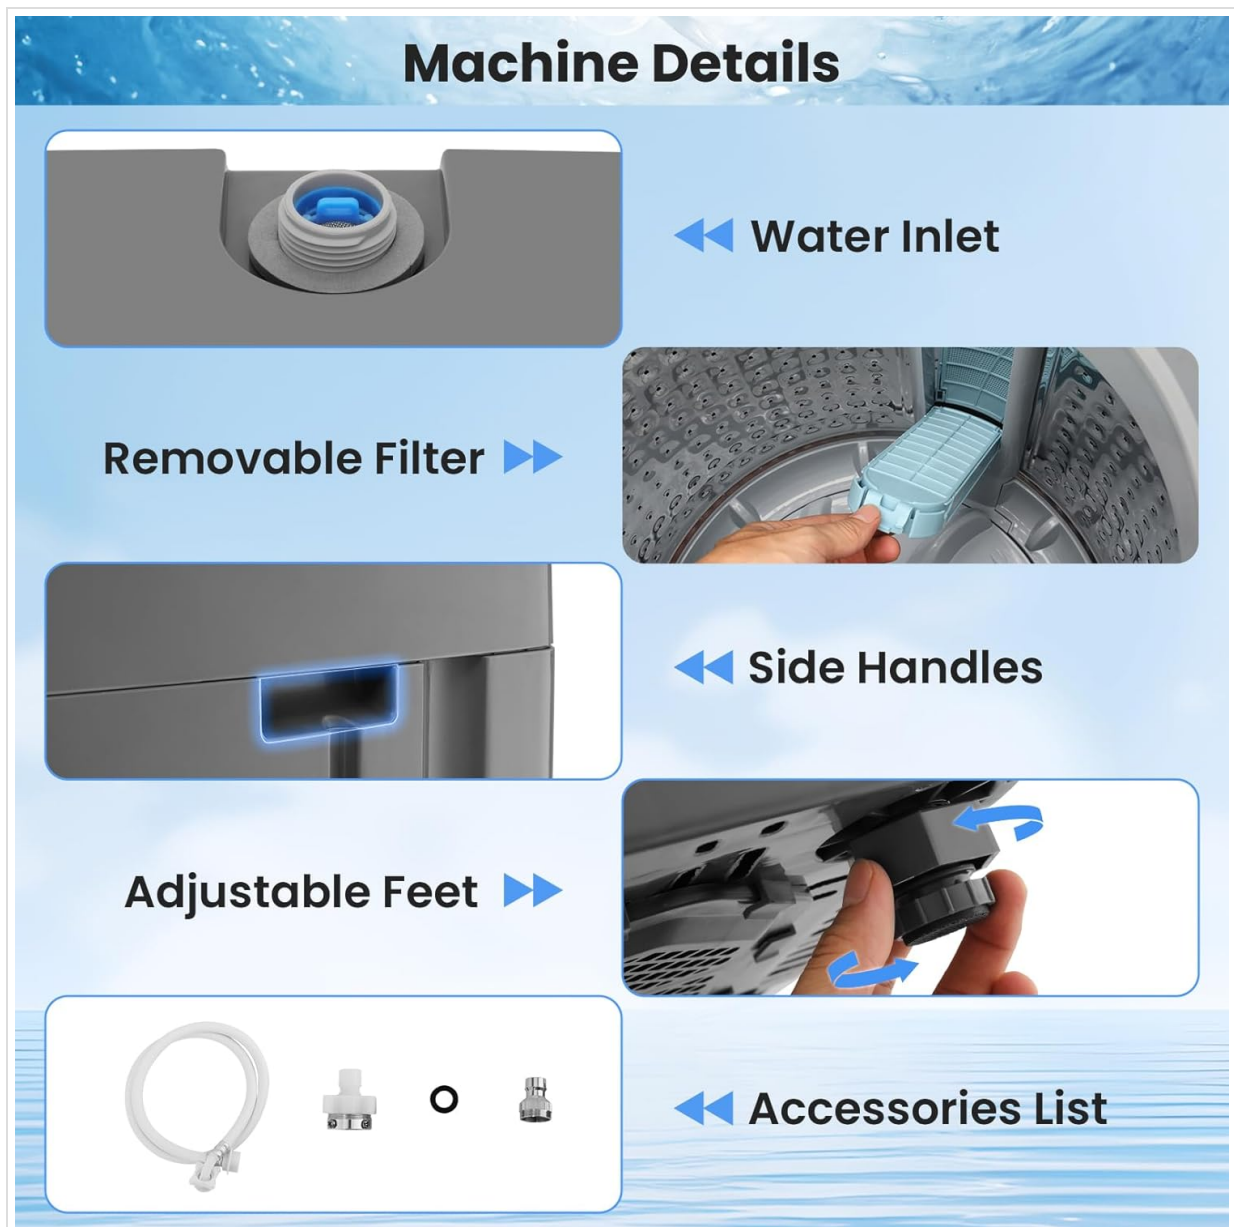 Machine Details
Water Inlet
Removable Filter
Side Handles
Adjustable Feet
Accessories List